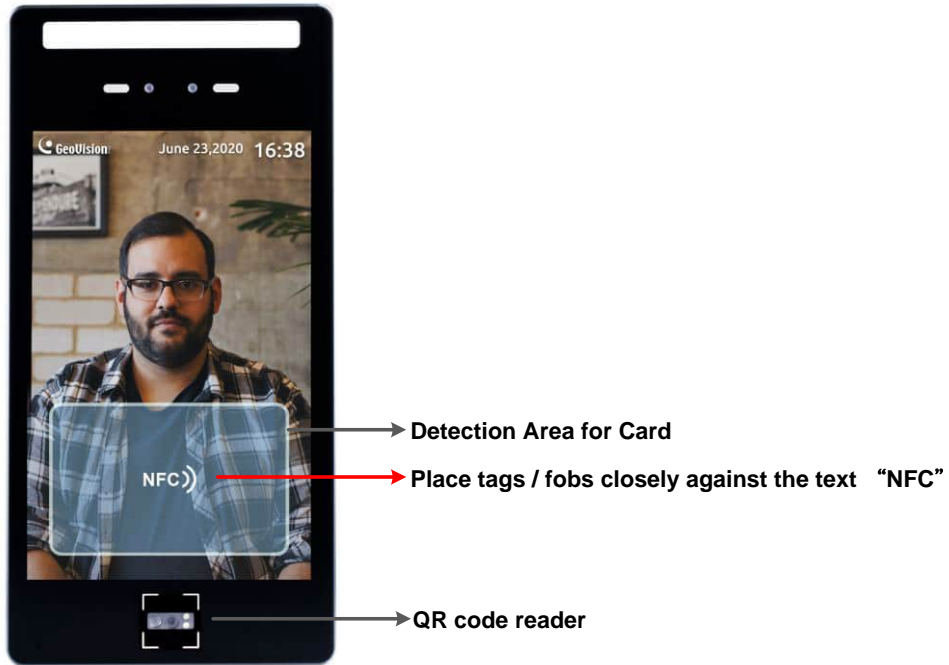 GeoVision June 23,2020 16:38
Detection Area for Card
NFC Place tags / fobs closely against the text “NFC”
QR code reader